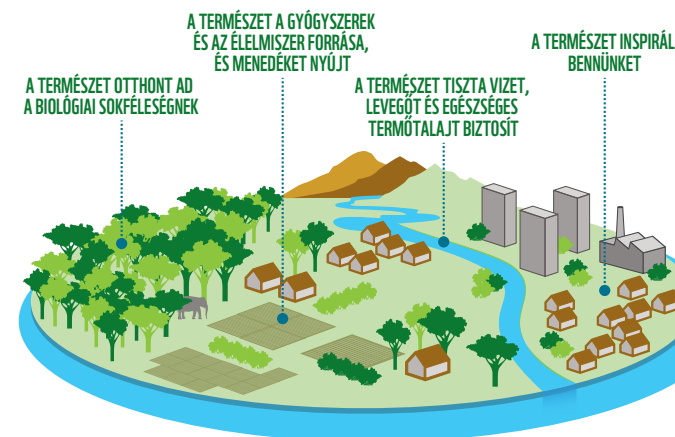 A TERMÉSZET OTTHONT AD
A BIOLÓGIAI SOKFÉLESÉGNEK
A TERMÉSZET A GYÓGYSZEREK
ÉS AZ ÉLELMISZER FORRÁSA,
ÉS MENEDÉKET NYÚJT
A TERMÉSZET TISZTA VIZET,
LEVEGŐT ÉS EGÉSZSÉGES
TERMŐTALAJT BIZTOSÍT
A TERMÉSZET INSPIRÁL
BENNÜNKET